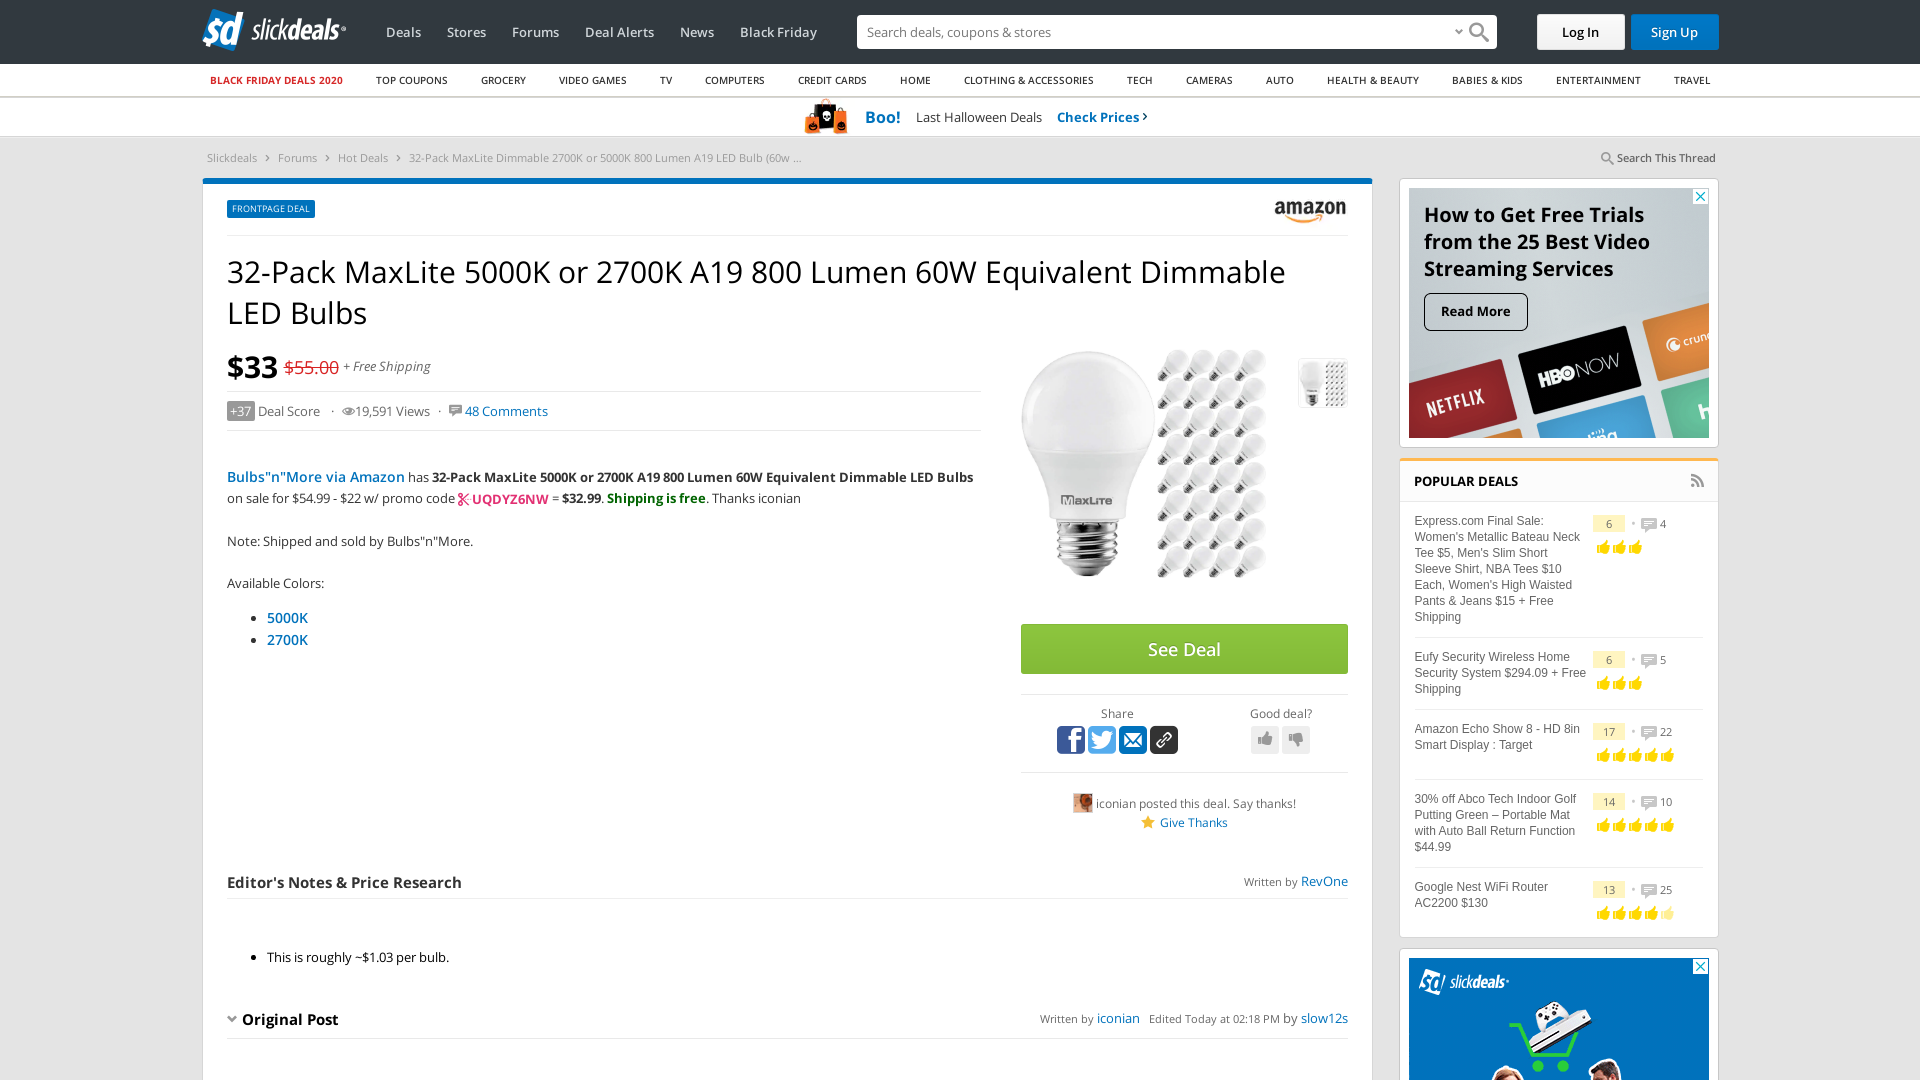 slickdeals
Deals
Stores
Forums
Deal Alerts
News
Black Friday
Search deals, coupons & stores
Log In
Sign Up
BLACK FRIDAY DEALS 2020
TOP COUPONS
GROCERY
VIDEO GAMES
TV
COMPUTERS
CREDIT CARDS
HOME
CLOTHING & ACCESSORIES
TECH
CAMERAS
AUTO
HEALTH & BEAUTY
BABIES & KIDS
ENTERTAINMENT
TRAVEL
Boo! Last Halloween Deals Check Prices ›
Slickdeals › Forums › Hot Deals › 32-Pack MaxLite Dimmable 2700K or 5000K 800 Lumen A19 LED Bulb (60w ...
Search This Thread
FRONTPAGE DEAL
amazon
32-Pack MaxLite 5000K or 2700K A19 800 Lumen 60W Equivalent Dimmable
LED Bulbs
$33 $55.00 + Free Shipping
+37 Deal Score · 19,591 Views · 48 Comments
Bulbs"n"More via Amazon has 32-Pack MaxLite 5000K or 2700K A19 800 Lumen 60W Equivalent Dimmable LED Bulbs
on sale for $54.99 - $22 w/ promo code UQDYZ6NW = $32.99. Shipping is free. Thanks iconian
Note: Shipped and sold by Bulbs"n"More.
Available Colors:
• 5000K
• 2700K
MaxLite
See Deal
Share
Good deal?
iconian posted this deal. Say thanks!
Give Thanks
Editor's Notes & Price Research
Written by RevOne
• This is roughly ~$1.03 per bulb.
Original Post
Written by iconian Edited Today at 02:18 PM by slow12s
How to Get Free Trials
from the 25 Best Video
Streaming Services
Read More
NETFLIX
HBO NOW
crun
ling
h
POPULAR DEALS
Express.com Final Sale:
Women's Metallic Bateau Neck
Tee $5, Men's Slim Short
Sleeve Shirt, NBA Tees $10
Each, Women's High Waisted
Pants & Jeans $15 + Free
Shipping
6 • 4
Eufy Security Wireless Home
Security System $294.09 + Free
Shipping
6 • 5
Amazon Echo Show 8 - HD 8in
Smart Display : Target
17 • 22
30% off Abco Tech Indoor Golf
Putting Green – Portable Mat
with Auto Ball Return Function
$44.99
14 • 10
Google Nest WiFi Router
AC2200 $130
13 • 25
sd slickdeals